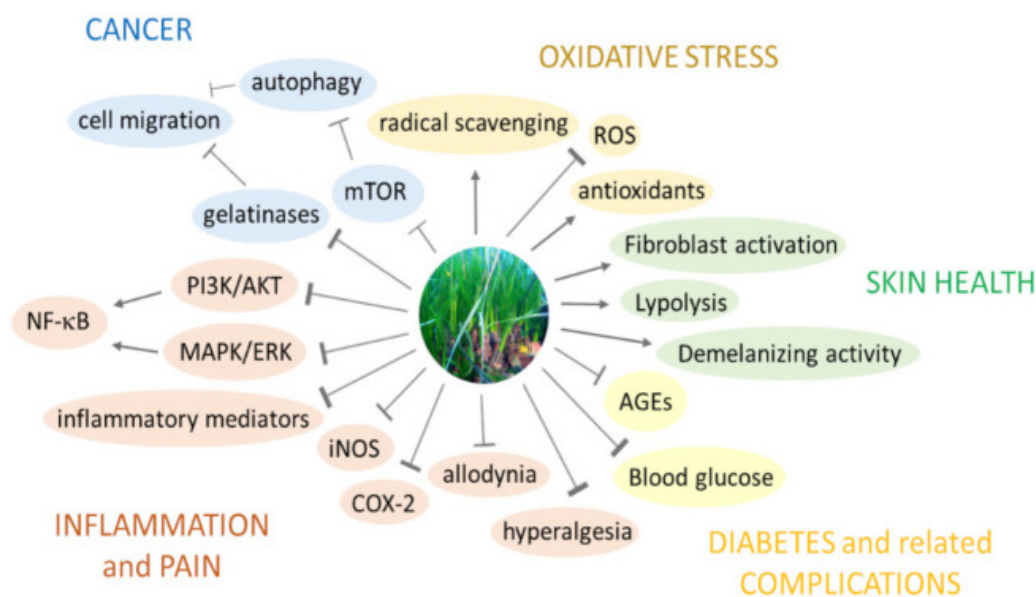 CANCER
OXIDATIVE STRESS
autophagy
cell migration
radical scavenging
ROS
mTOR
antioxidants
gelatinases
Fibroblast activation
PI3K/AKT
SKIN HEALTH
Lypolysis
NF-κB
MAPK/ERK
Demelanizing activity
AGEs
inflammatory mediators
iNOS
allodynia
Blood glucose
COX-2
hyperalgesia
INFLAMMATION
and PAIN
DIABETES and related
COMPLICATIONS